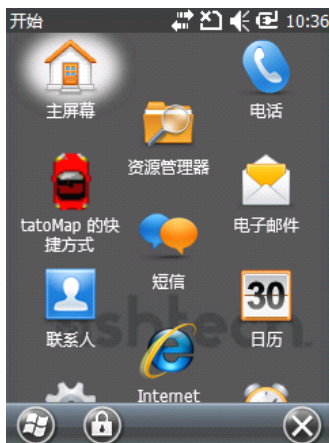 开始
10:36
主屏幕
电话
资源管理器
tatoMap 的快
捷方式
电子邮件
短信
联系人
30
日历
Internet